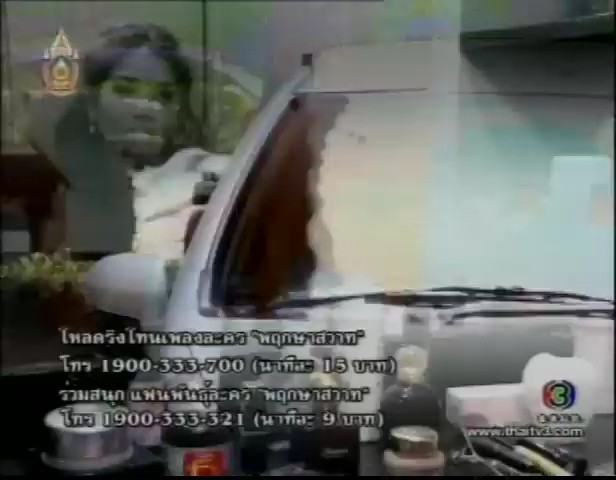 โหลดริงโทนเพลงละคร "พฤกษาสวาท"
โทร 1900-333-700 (นาทีละ 15 บาท)
ร่วมสนุก แฟนพันธุ์ละคร "พฤกษาสวาท"
โทร 1900-333-321 (นาทีละ 9 บาท)
3
อ.ส.ม.ท.
www.thaitv3.com